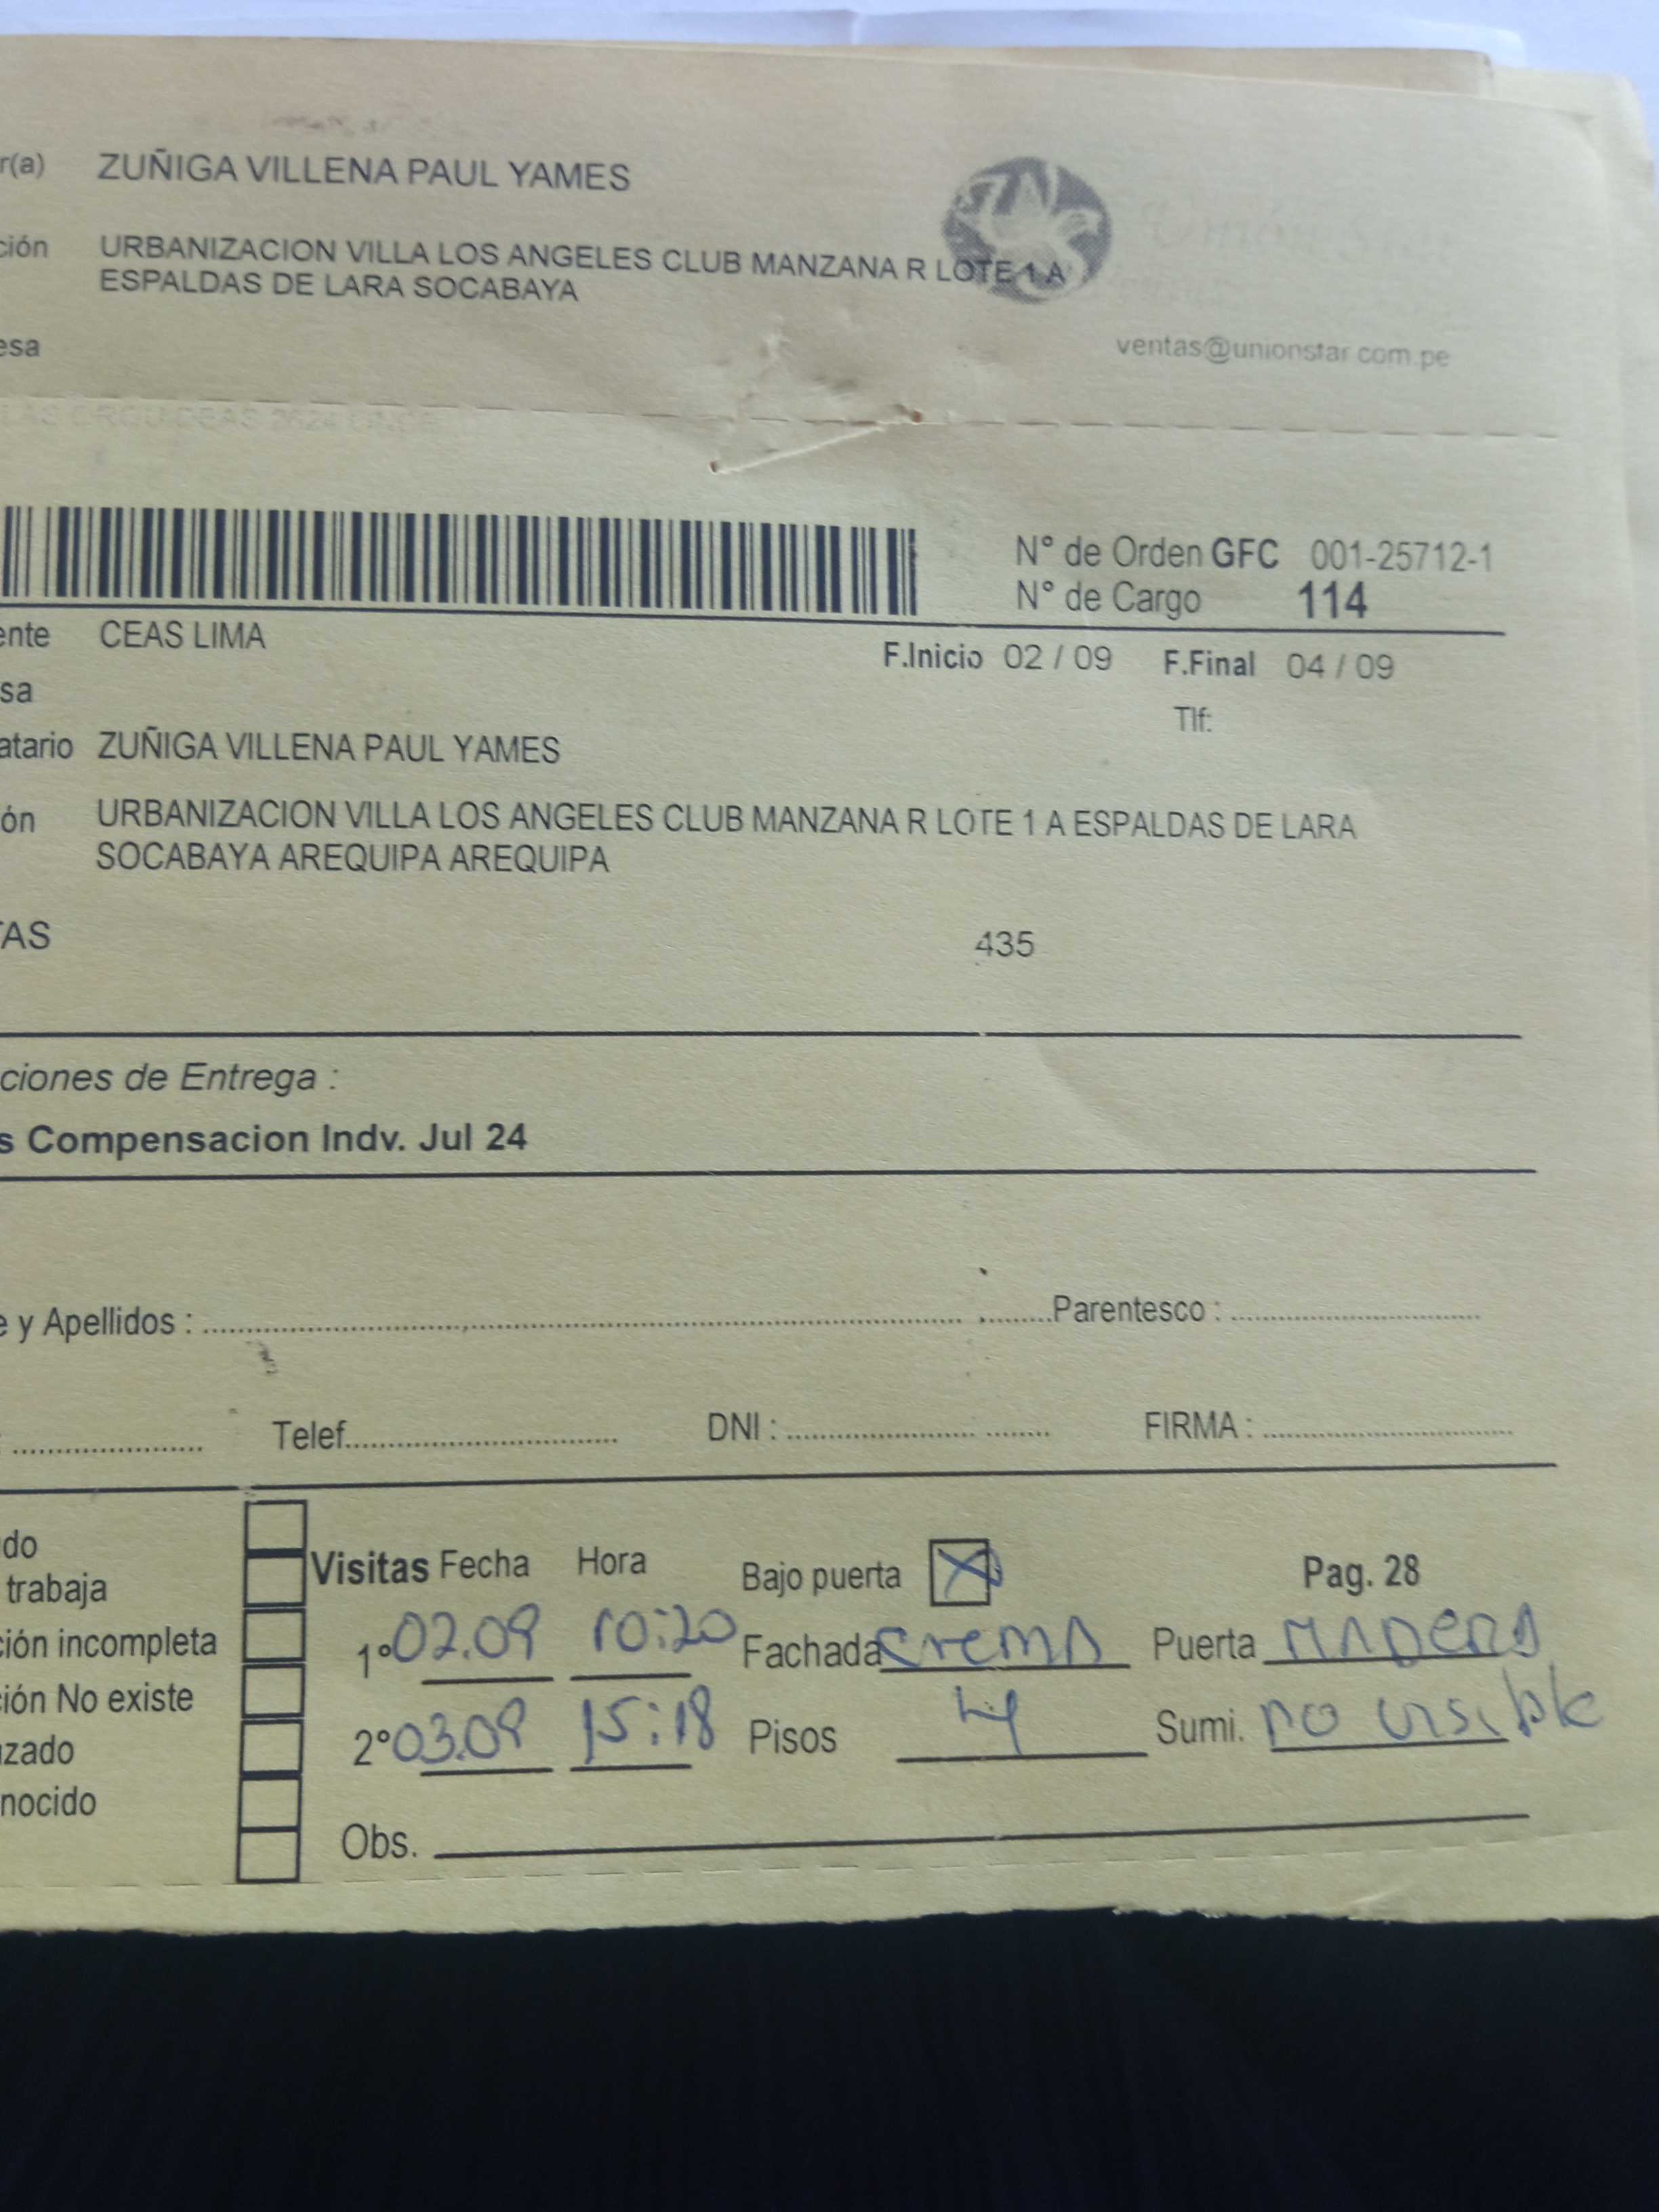 r(a) ZUÑIGA VILLENA PAUL YAMES
ción URBANIZACION VILLA LOS ANGELES CLUB MANZANA R LOTE 1 A
ESPALDAS DE LARA SOCABAYA
esa
ventas@unionstar.com.pe
N° de Orden GFC 001-25712-1
N° de Cargo 114
ente CEAS LIMA
F.Inicio 02 / 09 F.Final 04 / 09
sa
Tlf:
atario ZUÑIGA VILLENA PAUL YAMES
ón URBANIZACION VILLA LOS ANGELES CLUB MANZANA R LOTE 1 A ESPALDAS DE LARA
SOCABAYA AREQUIPA AREQUIPA
TAS 435
ciones de Entrega :
s Compensacion Indv. Jul 24
e y Apellidos : Parentesco :
: Telef. DNI : FIRMA :
do
trabaja
Visitas Fecha Hora Bajo puerta Pag. 28
ción incompleta
1° 02.09 10:20 Fachada crema Puerta MADERA
ción No existe
2° 03.09 15:18 Pisos 4 Sumi. no visible
zado
nocido
Obs.